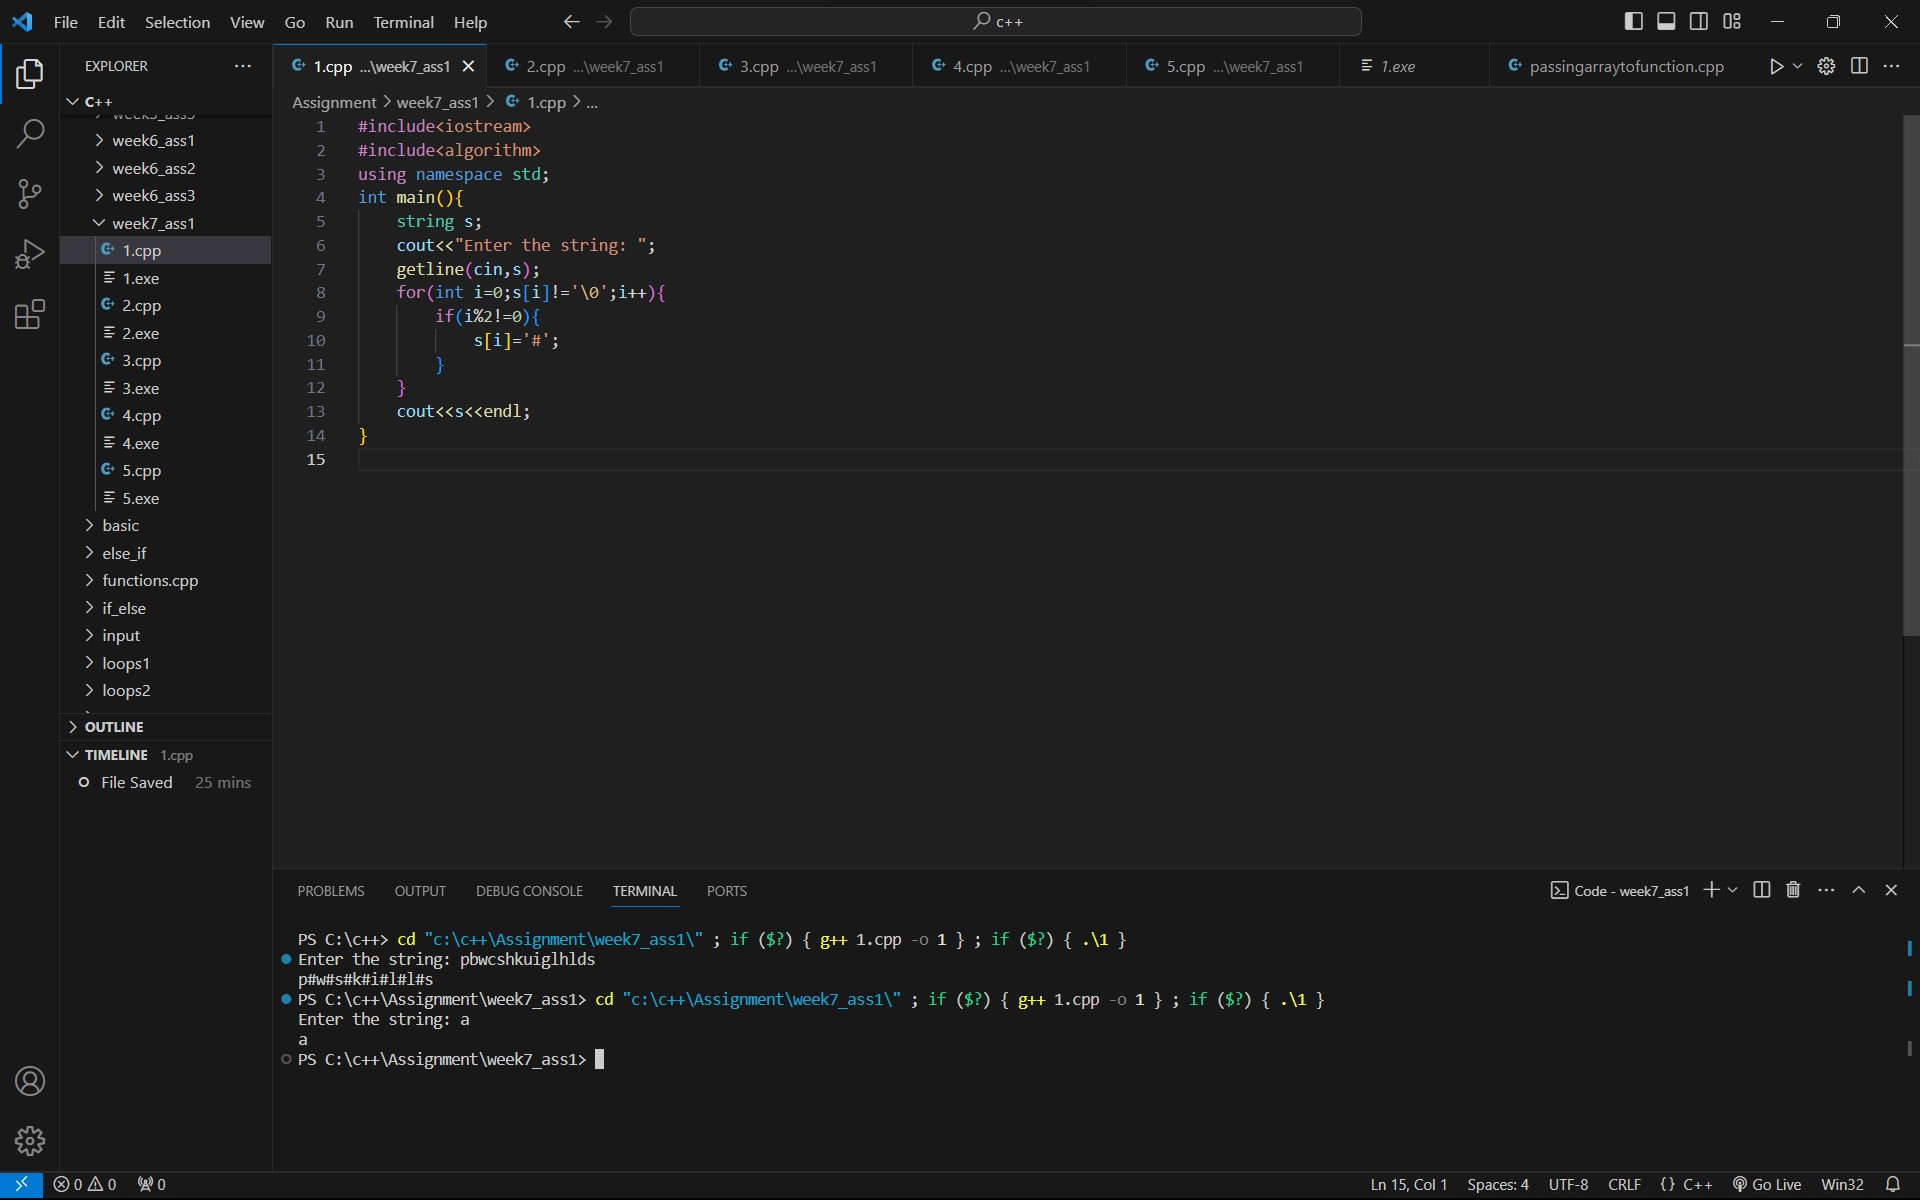 File Edit Selection View Go Run Terminal Help
c++
EXPLORER
1.cpp ...\week7_ass1
2.cpp ...\week7_ass1
3.cpp ...\week7_ass1
4.cpp ...\week7_ass1
5.cpp ...\week7_ass1
1.exe
passingarraytofunction.cpp
C++
week6_ass1
week6_ass2
week6_ass3
week7_ass1
1.cpp
1.exe
2.cpp
2.exe
3.cpp
3.exe
4.cpp
4.exe
5.cpp
5.exe
basic
else_if
functions.cpp
if_else
input
loops1
loops2
OUTLINE
TIMELINE 1.cpp
File Saved 25 mins
Assignment > week7_ass1 > 1.cpp > ...
1 #include<iostream>
2 #include<algorithm>
3 using namespace std;
4 int main(){
5 string s;
6 cout<<"Enter the string: ";
7 getline(cin,s);
8 for(int i=0;s[i]!='\0';i++){
9 if(i%2!=0){
10 s[i]='#';
11 }
12 }
13 cout<<s<<endl;
14 }
15
PROBLEMS OUTPUT DEBUG CONSOLE TERMINAL PORTS
Code - week7_ass1
PS C:\c++> cd "c:\c++\Assignment\week7_ass1\" ; if ($?) { g++ 1.cpp -o 1 } ; if ($?) { .\1 }
Enter the string: pbwcshkuiglhlds
p#w#s#k#i#l#l#s
PS C:\c++\Assignment\week7_ass1> cd "c:\c++\Assignment\week7_ass1\" ; if ($?) { g++ 1.cpp -o 1 } ; if ($?) { .\1 }
Enter the string: a
a
PS C:\c++\Assignment\week7_ass1>
0 0 0
Ln 15, Col 1 Spaces: 4 UTF-8 CRLF {} C++ Go Live Win32